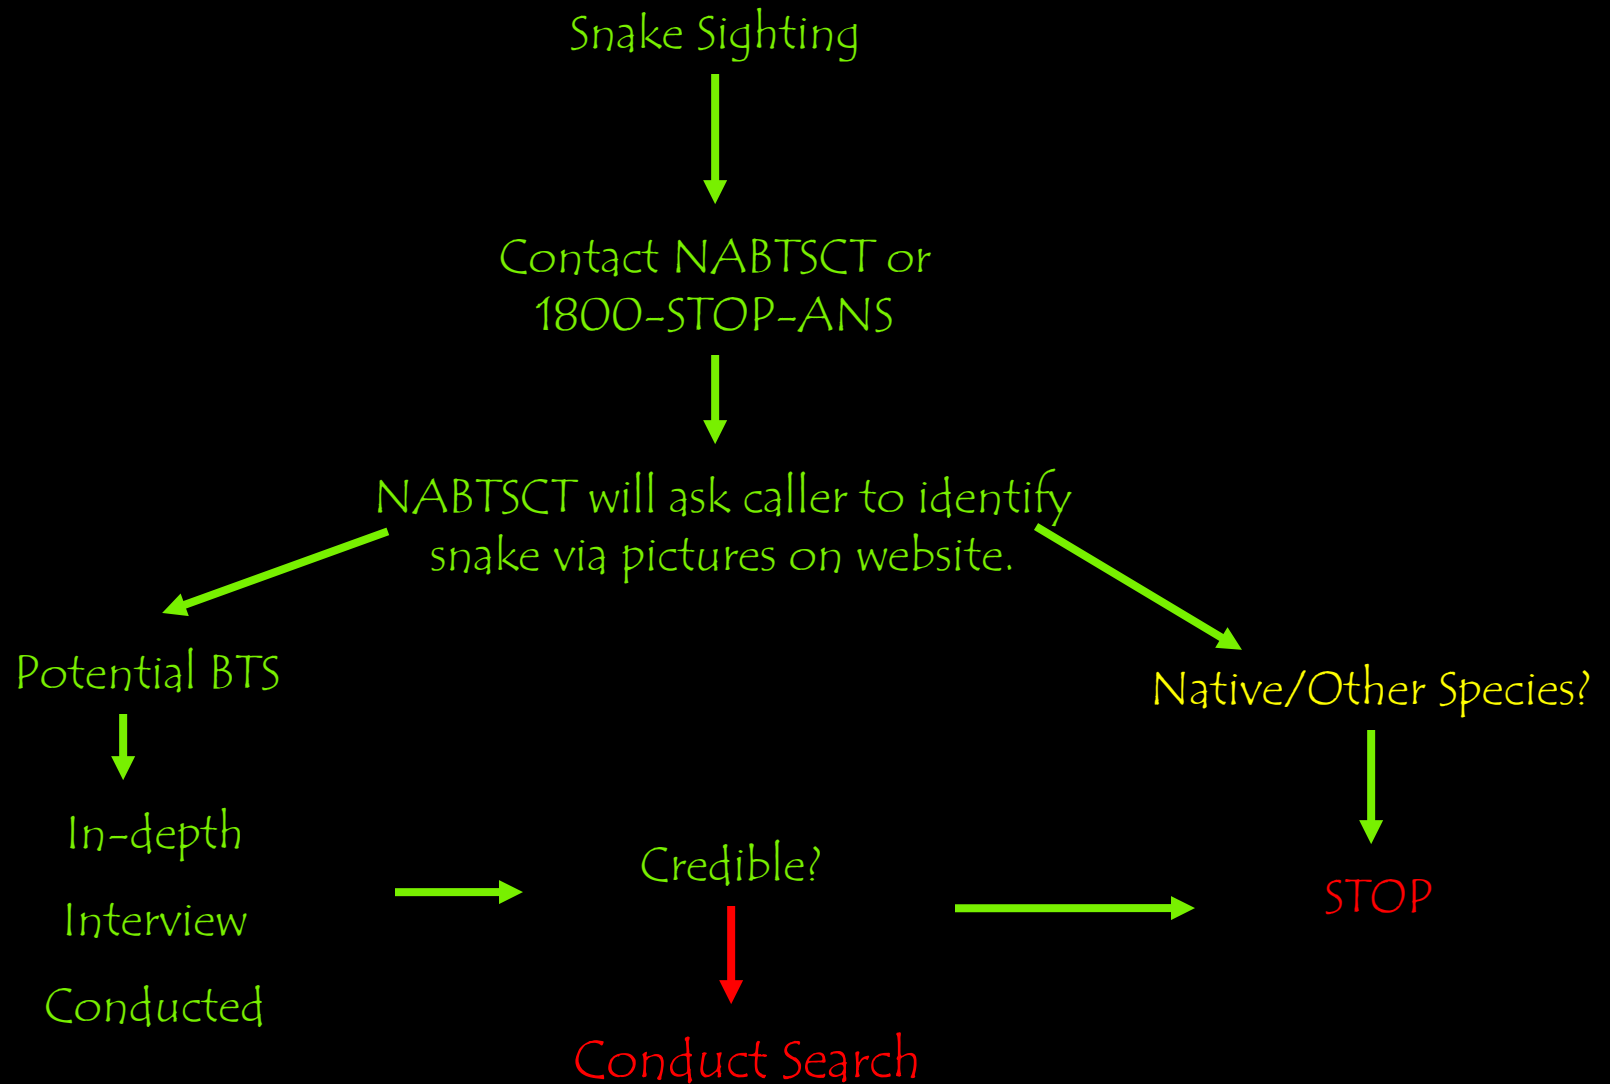 Snake Sighting
Contact NABTSCT or
1800-STOP-ANS
NABTSCT will ask caller to identify
snake via pictures on website.
Potential BTS
Native/Other Species?
In-depth
Interview
Conducted
Credible?
STOP
Conduct Search